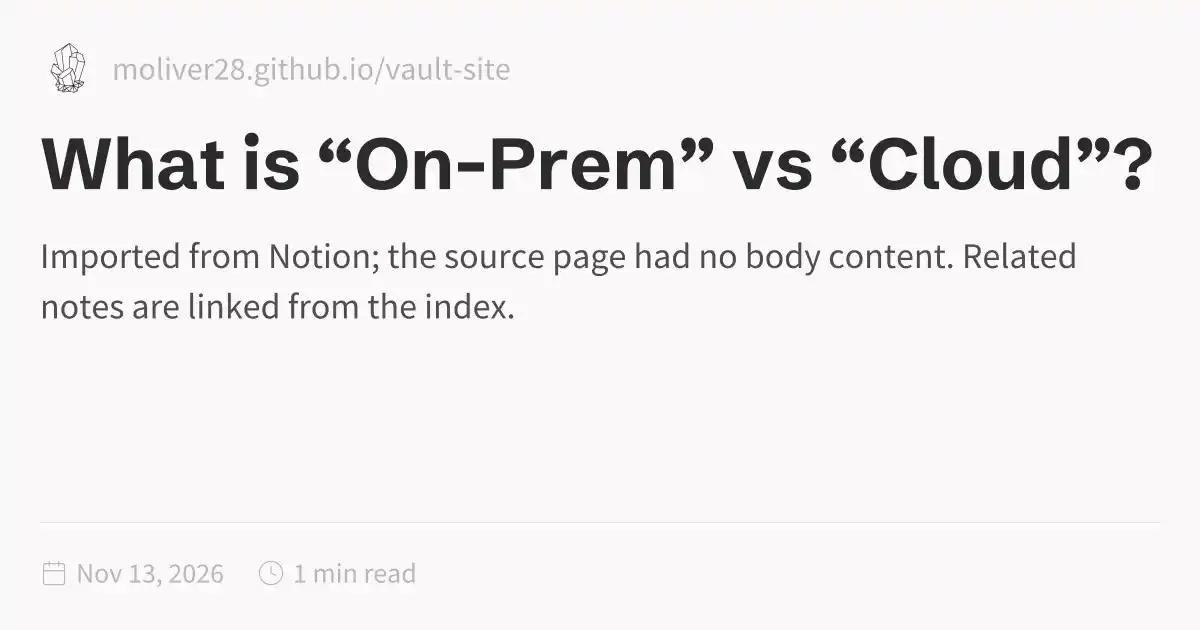 moliver28.github.io/vault-site
What is “On-Prem” vs “Cloud”?
Imported from Notion; the source page had no body content. Related
notes are linked from the index.
Nov 13, 2026
1 min read